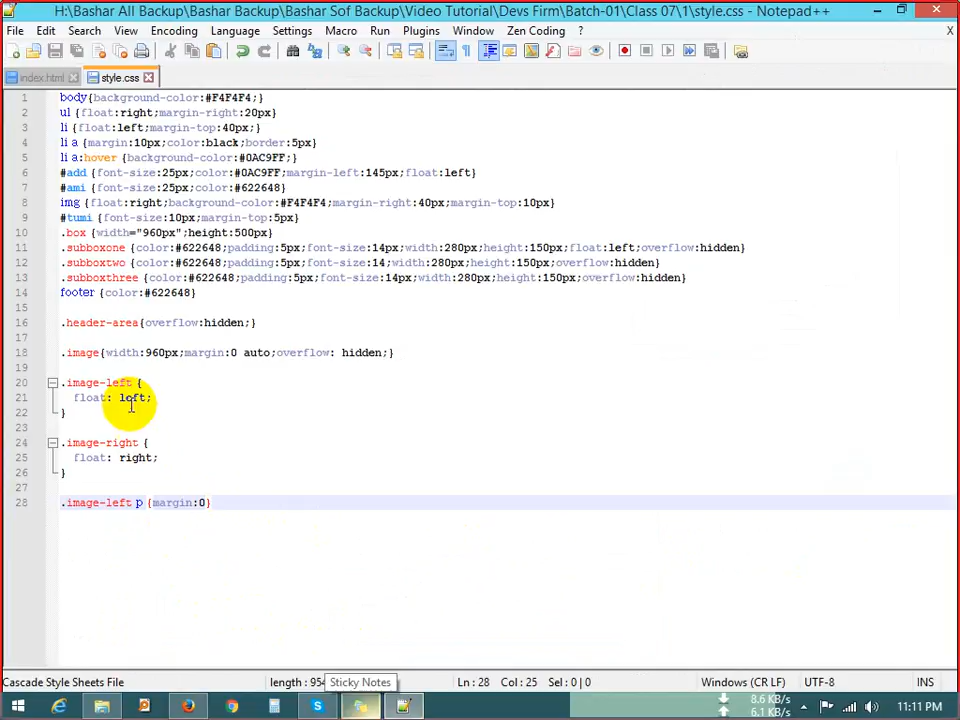 H:\Bashar All Backup\Bashar Backup\Bashar Sof Backup\Video Tutorial\Devs Firm\Batch-01\Class 07\1\style.css - Notepad++
File Edit Search View Encoding Language Settings Macro Run Plugins Window Zen Coding ? X
index.html style.css
1 body{background-color:#F4F4F4;}
2 ul {float:right;margin-right:20px}
3 li {float:left;margin-top:40px;}
4 li a {margin:10px;color:black;border:5px}
5 li a:hover {background-color:#0AC9FF;}
6 #add {font-size:25px;color:#0AC9FF;margin-left:145px;float:left}
7 #ami {font-size:25px;color:#622648}
8 img {float:right;background-color:#F4F4F4;margin-right:40px;margin-top:10px}
9 #tumi {font-size:10px;margin-top:5px}
10 .box {width="960px";height:500px}
11 .subboxone {color:#622648;padding:5px;font-size:14px;width:280px;height:150px;float:left;overflow:hidden}
12 .subboxtwo {color:#622648;padding:5px;font-size:14;width:280px;height:150px;overflow:hidden}
13 .subboxthree {color:#622648;padding:5px;font-size:14px;width:280px;height:150px;overflow:hidden}
14 footer {color:#622648}
15
16 .header-area{overflow:hidden;}
17
18 .image{width:960px;margin:0 auto;overflow: hidden;}
19
20 .image-left {
21 float: left;
22 }
23
24 .image-right {
25 float: right;
26 }
27
28 .image-left p {margin:0}
Cascade Style Sheets File length : 954 Ln : 28 Col : 25 Sel : 0 | 0 Windows (CR LF) UTF-8 INS
Sticky Notes
8.6 KB/s
6.1 KB/s
11:11 PM